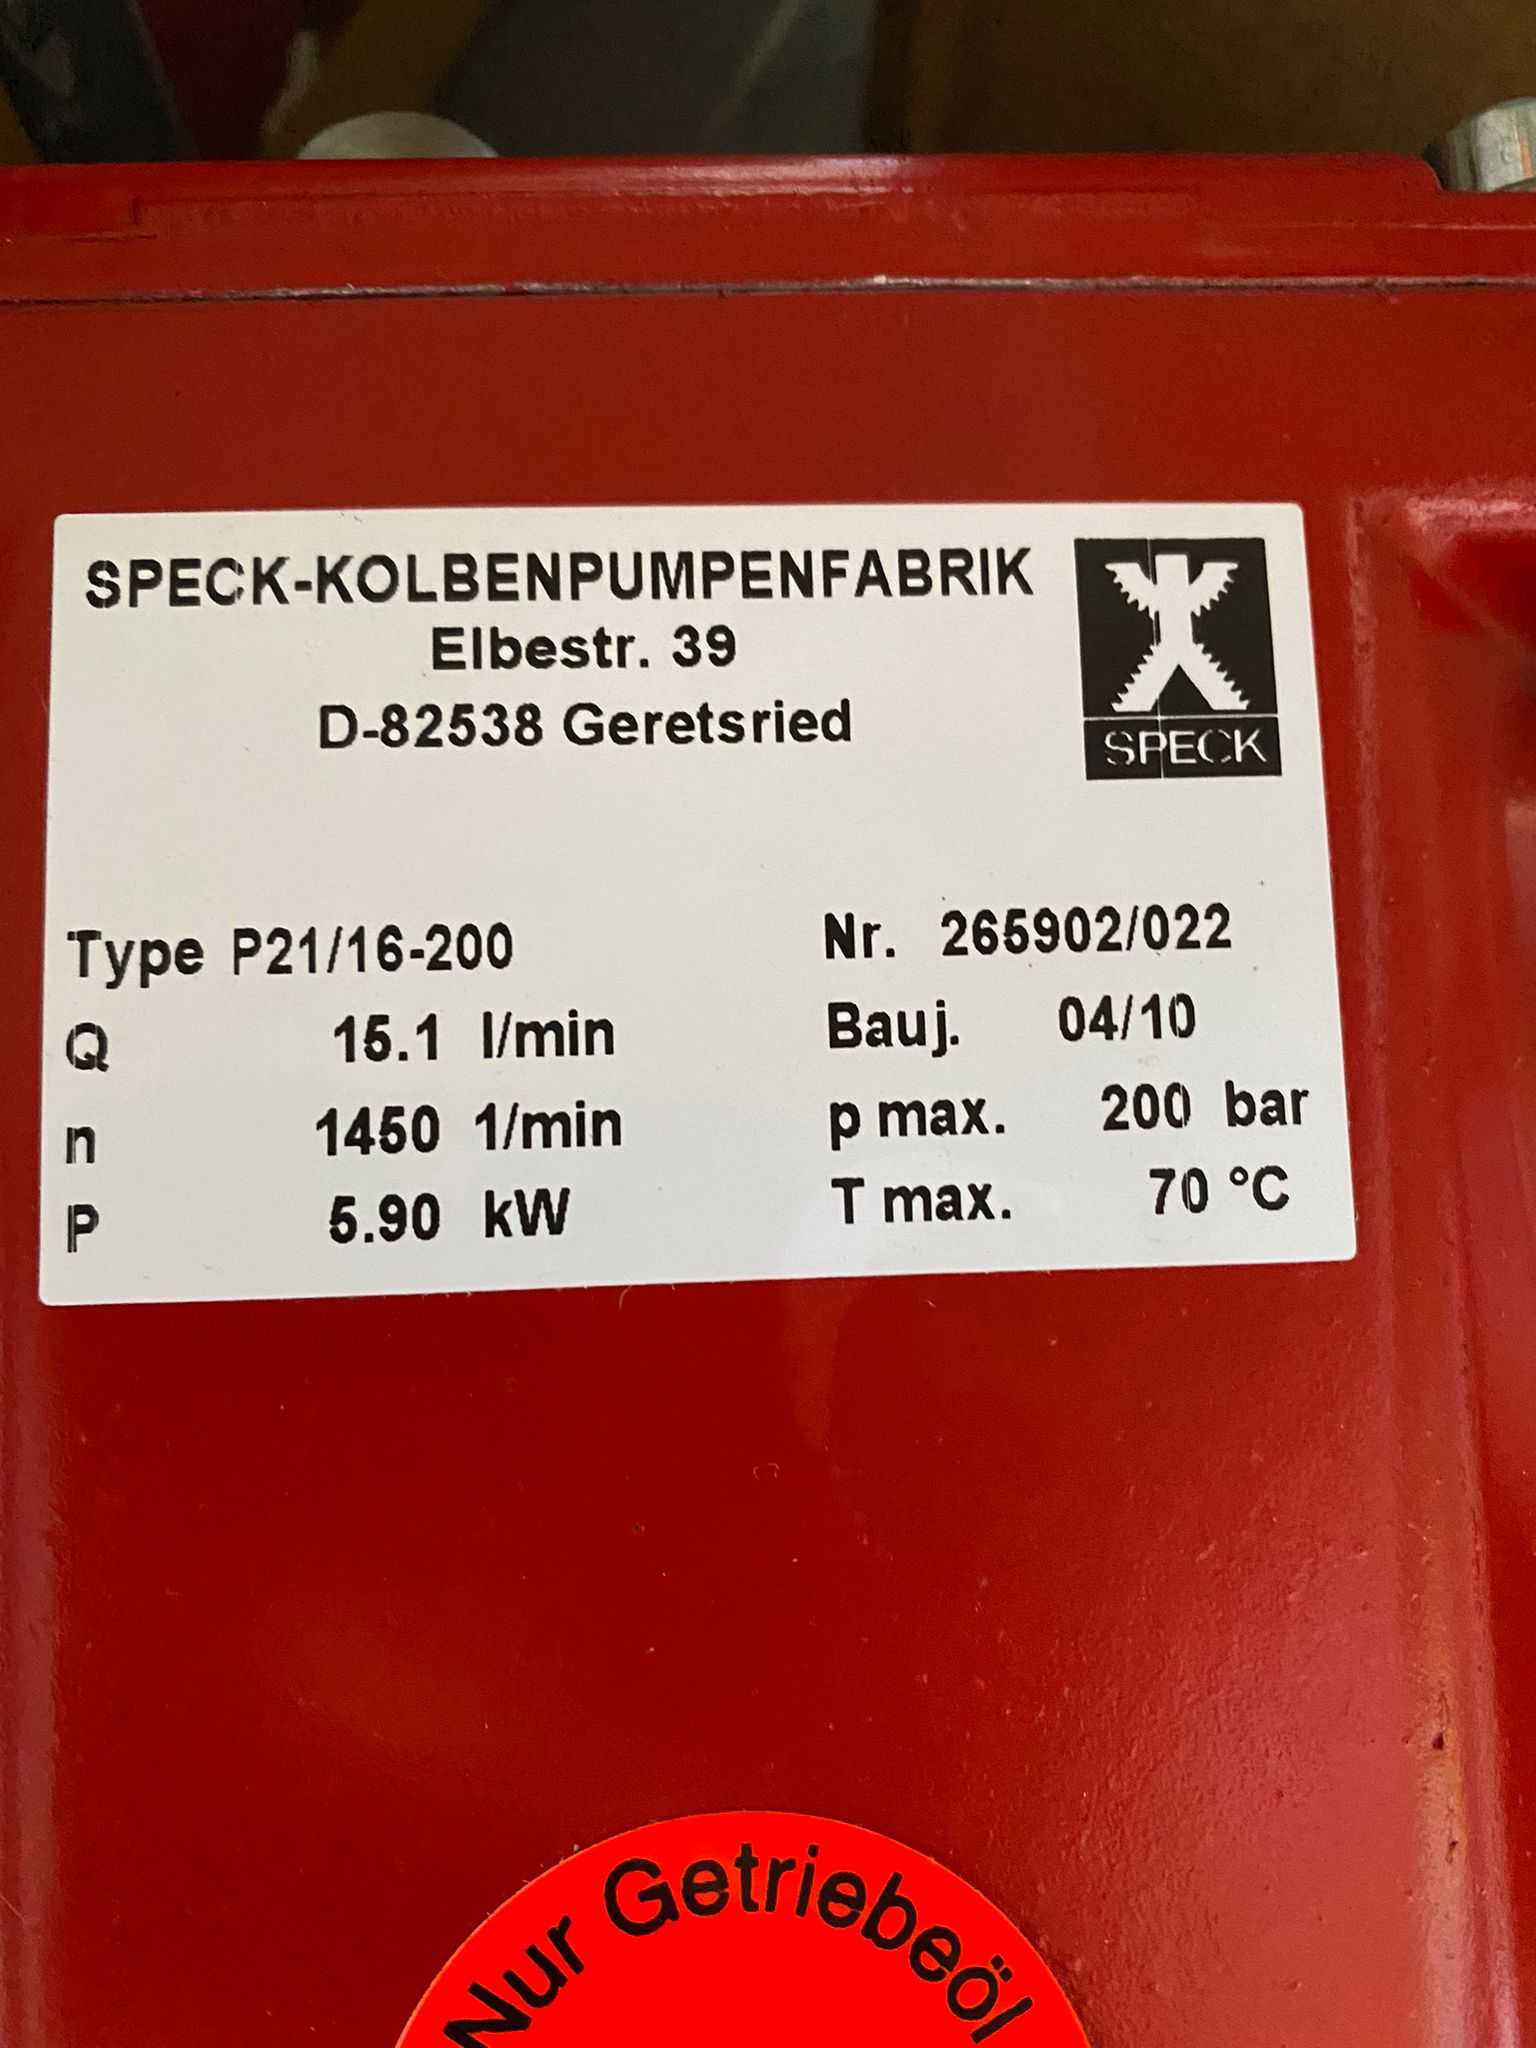 SPECK-KOLBENPUMPENFABRIK
Elbestr. 39
D-82538 Geretsried
SPECK
Type P21/16-200 Nr. 265902/022
Q 15.1 l/min Bauj. 04/10
n 1450 1/min p max. 200 bar
P 5.90 kW T max. 70 °C
Nur Getriebeöl